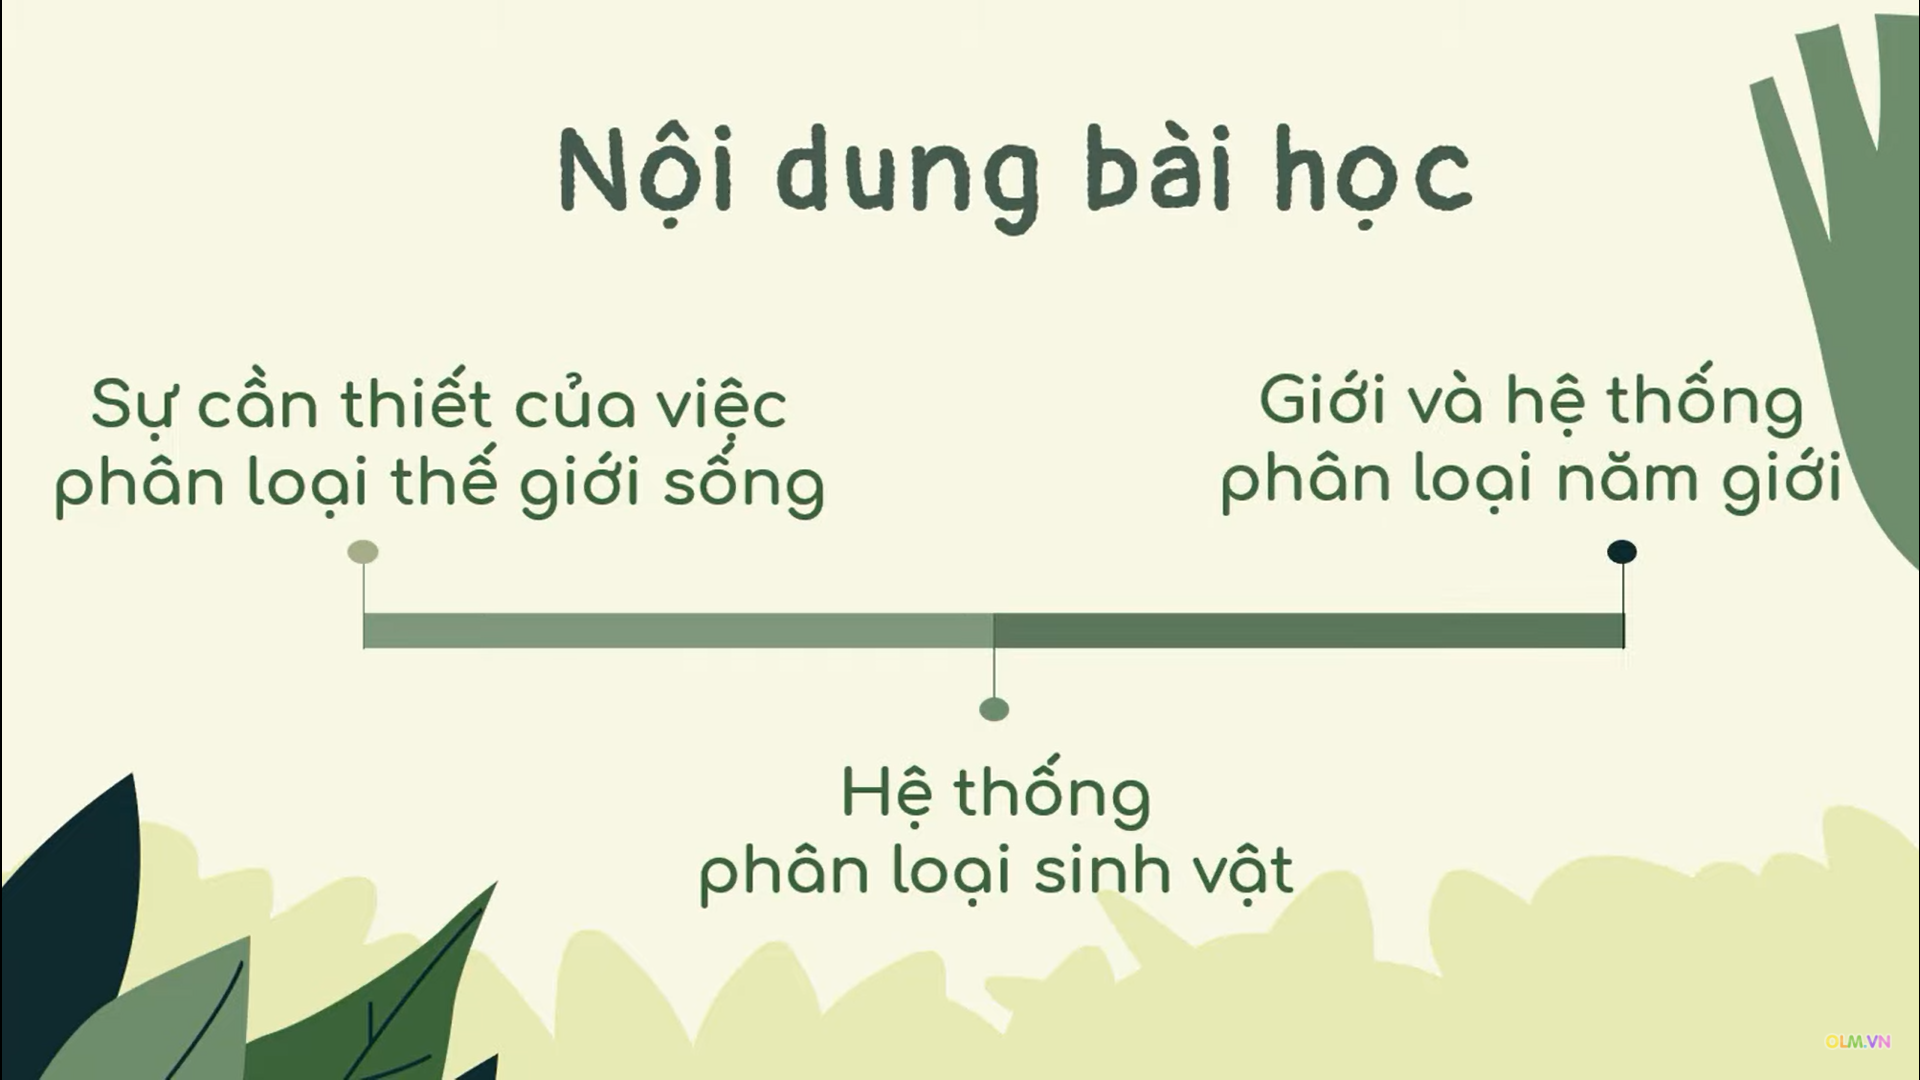 Nội dung bài học
Sự cần thiết của việc
phân loại thế giới sống
Giới và hệ thống
phân loại năm giới
Hệ thống
phân loại sinh vật
OLM.VN